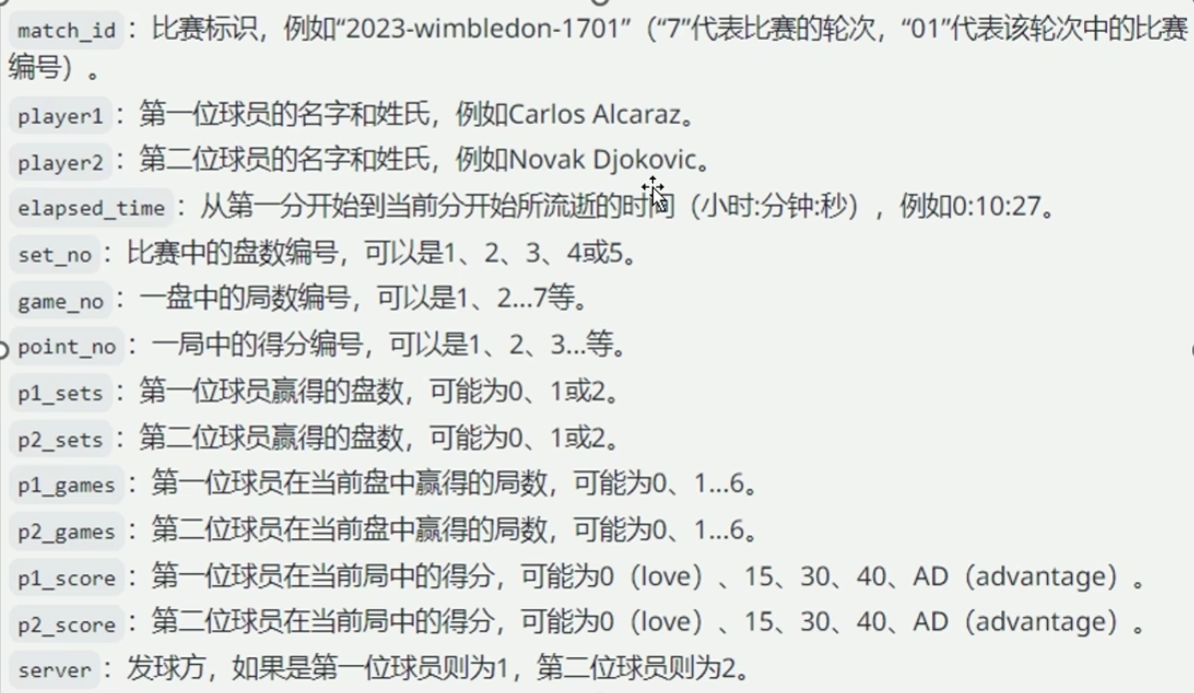 match_id ：比赛标识，例如“2023-wimbledon-1701”（“7”代表比赛的轮次，“01”代表该轮次中的比赛
编号）。
player1 ：第一位球员的名字和姓氏，例如Carlos Alcaraz。
player2 ：第二位球员的名字和姓氏，例如Novak Djokovic。
elapsed_time ：从第一分开始到当前分开始所流逝的时间（小时:分钟:秒），例如0:10:27。
set_no ：比赛中的盘数编号，可以是1、2、3、4或5。
game_no ：一盘中的局数编号，可以是1、2...7等。
point_no ：一局中的得分编号，可以是1、2、3...等。
p1_sets ：第一位球员赢得的盘数，可能为0、1或2。
p2_sets ：第二位球员赢得的盘数，可能为0、1或2。
p1_games ：第一位球员在当前盘中赢得的局数，可能为0、1...6。
p2_games ：第二位球员在当前盘中赢得的局数，可能为0、1...6。
p1_score ：第一位球员在当前局中的得分，可能为0（love）、15、30、40、AD（advantage）。
p2_score ：第二位球员在当前局中的得分，可能为0（love）、15、30、40、AD（advantage）。
server ：发球方，如果是第一位球员则为1，第二位球员则为2。